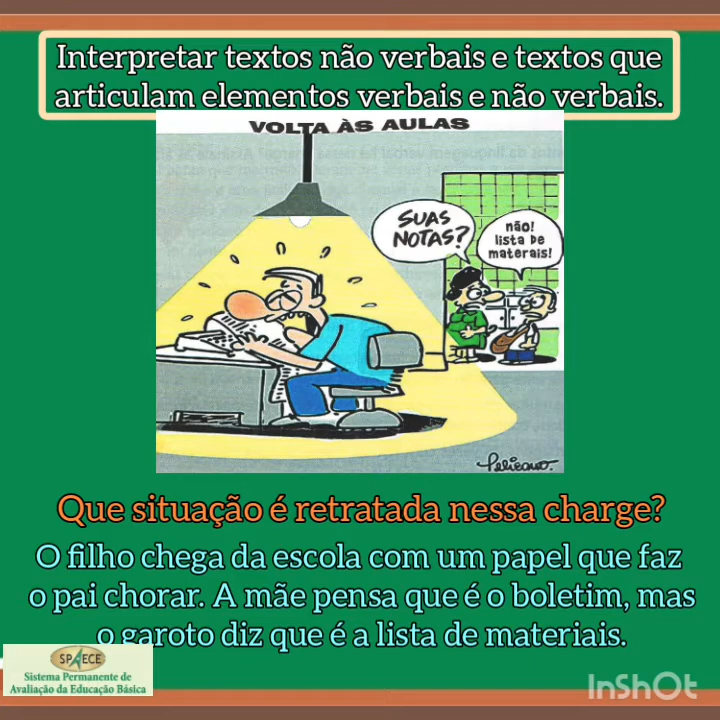 Interpretar textos não verbais e textos que
articulam elementos verbais e não verbais.
VOLTA ÀS AULAS
SUAS
NOTAS?
não!
lista de
materais!
Pelicano.
Que situação é retratada nessa charge?
O filho chega da escola com um papel que faz
o pai chorar. A mãe pensa que é o boletim, mas
o garoto diz que é a lista de materiais.
SPAECE
Sistema Permanente de
Avaliação da Educação Básica
InShOt